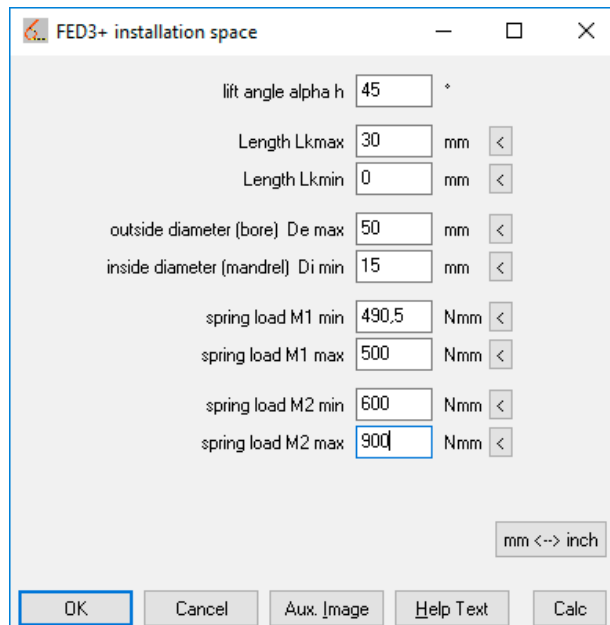 FED3+ installation space
lift angle alpha h 45 °
Length Lkmax 30 mm <
Length Lkmin 0 mm <
outside diameter (bore) De max 50 mm <
inside diameter (mandrel) Di min 15 mm <
spring load M1 min 490,5 Nmm <
spring load M1 max 500 Nmm <
spring load M2 min 600 Nmm <
spring load M2 max 900 Nmm <
mm <--> inch
OK Cancel Aux. Image Help Text Calc